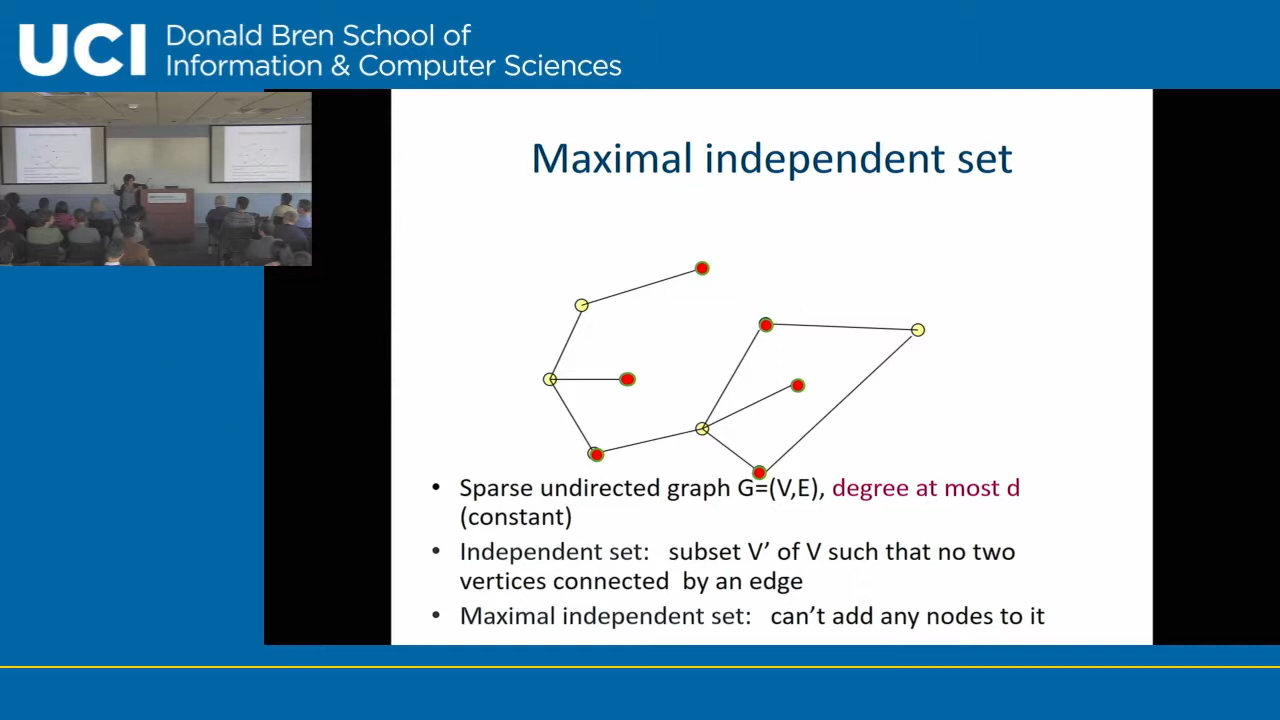 UCI
Donald Bren School of
Information & Computer Sciences
Maximal independent set
• Sparse undirected graph G=(V,E), degree at most d
(constant)
• Independent set: subset V’ of V such that no two
vertices connected by an edge
• Maximal independent set: can’t add any nodes to it